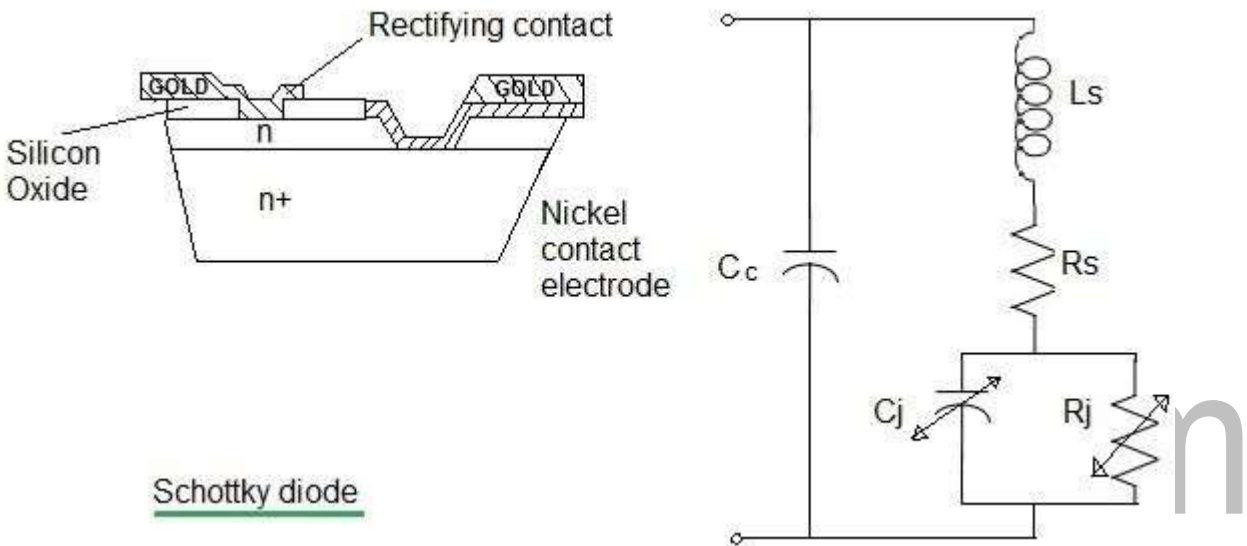 Rectifying contact
GOLD
GOLD
n
Silicon
Oxide
n+
Nickel
contact
electrode
Schottky diode
Ls
Cc
Rs
Cj
Rj
n